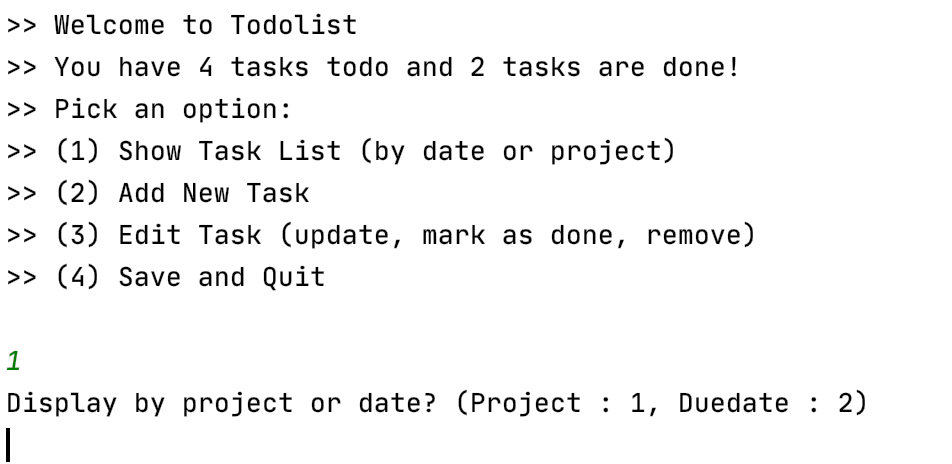 >> Welcome to Todolist
>> You have 4 tasks todo and 2 tasks are done!
>> Pick an option:
>> (1) Show Task List (by date or project)
>> (2) Add New Task
>> (3) Edit Task (update, mark as done, remove)
>> (4) Save and Quit
1
Display by project or date? (Project : 1, Duedate : 2)